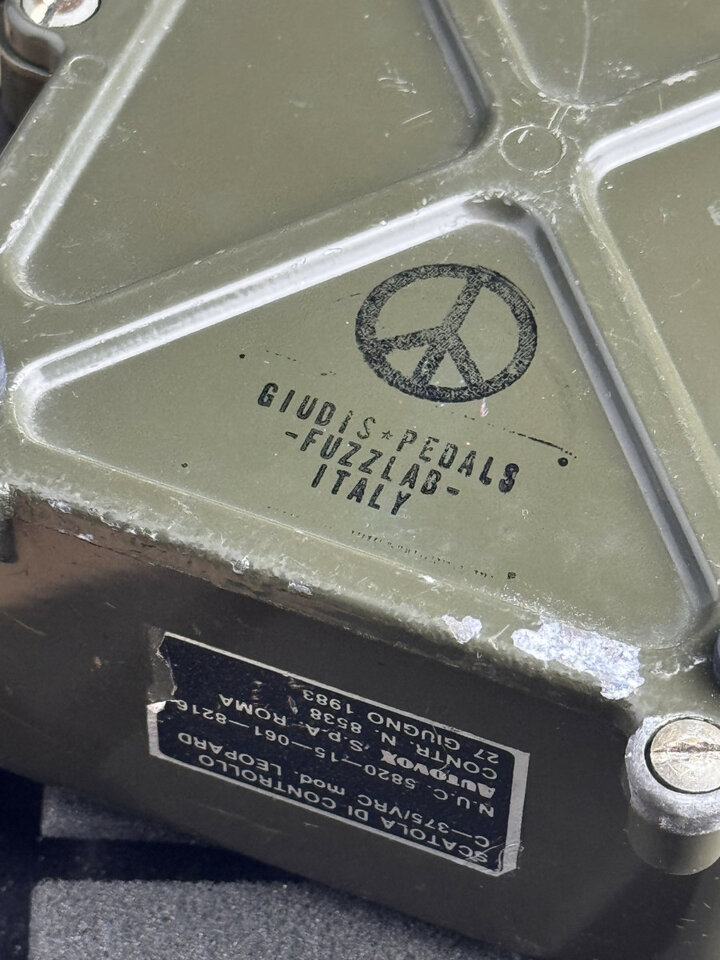 GIUDIS★PEDALS
-FUZZLAB-
ITALY
SCATOLA DI CONTROLLO
C—375/VRC mod. LEOPARD
N.U.C. 5820—15—061—8216
AUTOVOX S.p.A. ROMA
CONTR. N. 8538
27 GIUGNO 1983